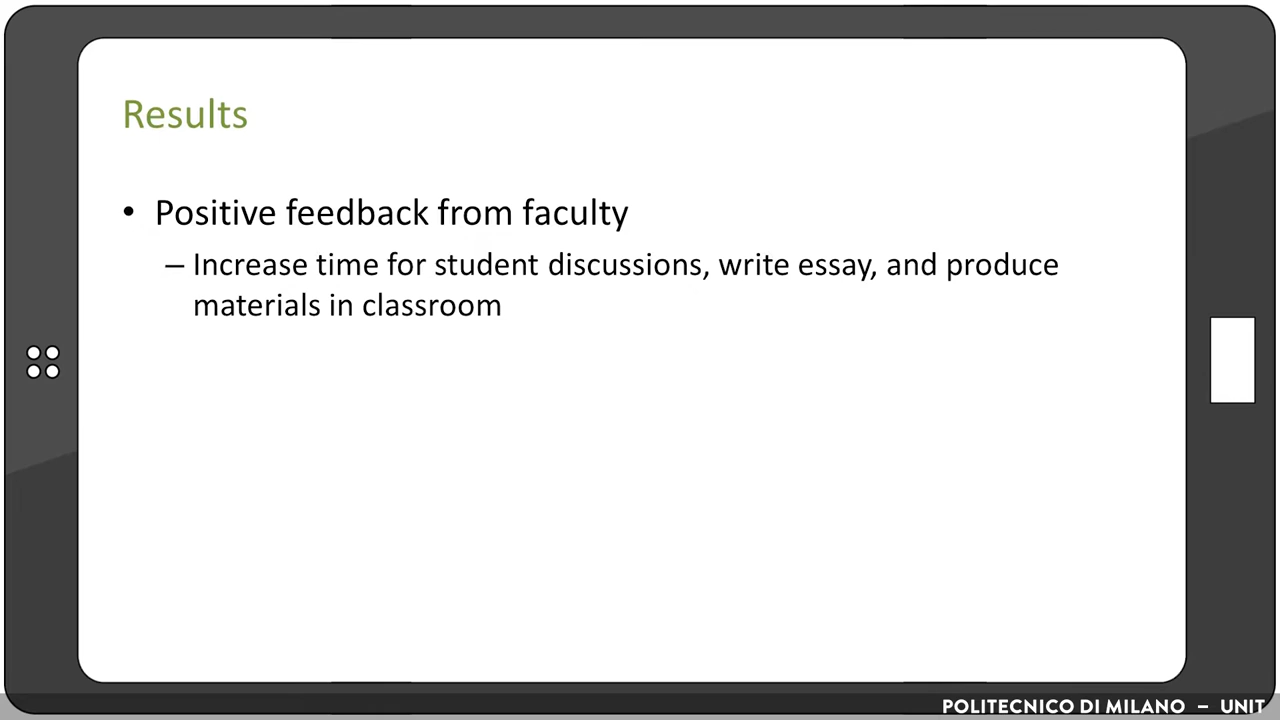 Results
• Positive feedback from faculty
– Increase time for student discussions, write essay, and produce
materials in classroom
POLITECNICO DI MILANO – UNIT